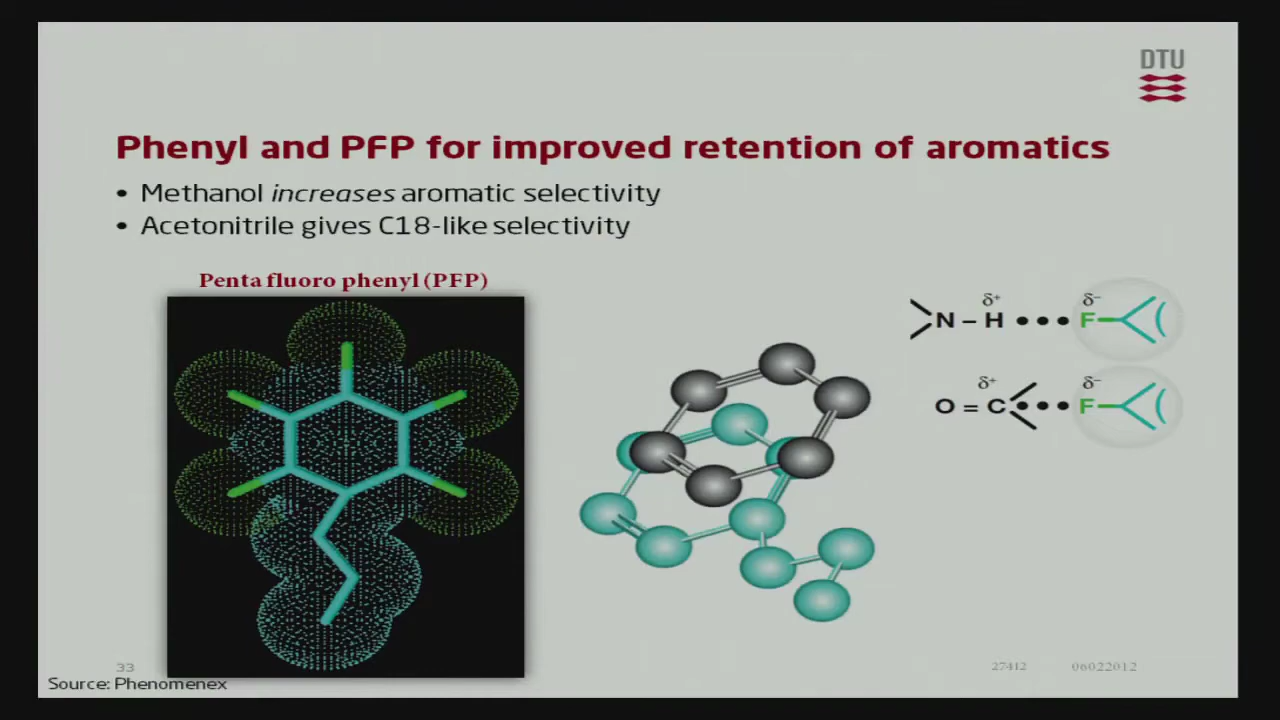 DTU
Phenyl and PFP for improved retention of aromatics
• Methanol increases aromatic selectivity
• Acetonitrile gives C18-like selectivity
Penta fluoro phenyl (PFP)
δ+ δ−
N – H • • • F
δ+ δ−
O = C • • • F
33
27412 06022012
Source: Phenomenex